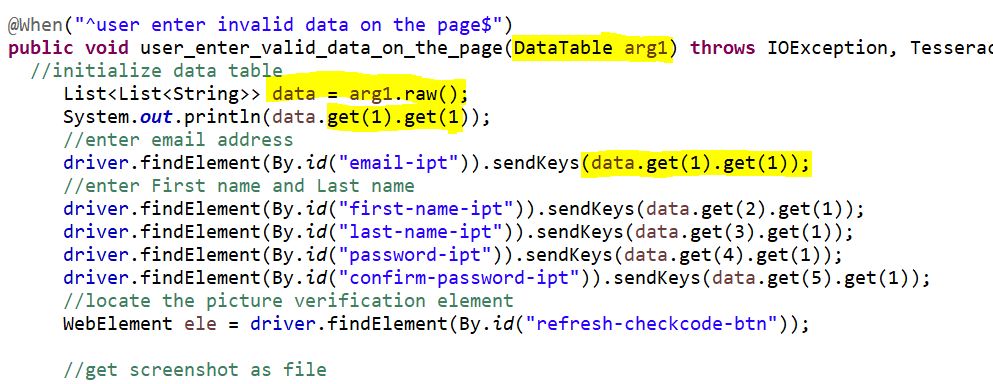 @When("^user enter invalid data on the page$")
public void user_enter_valid_data_on_the_page(DataTable arg1) throws IOException, Tesserac
//initialize data table
List<List<String>> data = arg1.raw();
System.out.println(data.get(1).get(1));
//enter email address
driver.findElement(By.id("email-ipt")).sendKeys(data.get(1).get(1));
//enter First name and Last name
driver.findElement(By.id("first-name-ipt")).sendKeys(data.get(2).get(1));
driver.findElement(By.id("last-name-ipt")).sendKeys(data.get(3).get(1));
driver.findElement(By.id("password-ipt")).sendKeys(data.get(4).get(1));
driver.findElement(By.id("confirm-password-ipt")).sendKeys(data.get(5).get(1));
//locate the picture verification element
WebElement ele = driver.findElement(By.id("refresh-checkcode-btn"));
//get screenshot as file